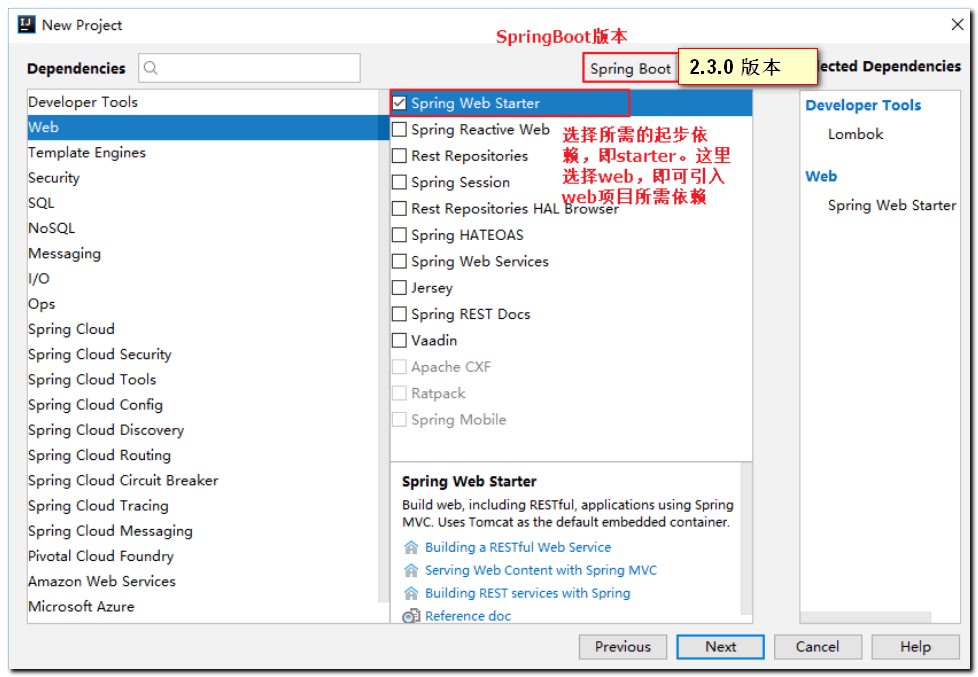 New Project
SpringBoot版本
Dependencies
Spring Boot
2.3.0 版本
lected Dependencies
Developer Tools
Web
Template Engines
Security
SQL
NoSQL
Messaging
I/O
Ops
Spring Cloud
Spring Cloud Security
Spring Cloud Tools
Spring Cloud Config
Spring Cloud Discovery
Spring Cloud Routing
Spring Cloud Circuit Breaker
Spring Cloud Tracing
Spring Cloud Messaging
Pivotal Cloud Foundry
Amazon Web Services
Microsoft Azure
Spring Web Starter
Spring Reactive Web
Rest Repositories
Spring Session
Rest Repositories HAL Browser
Spring HATEOAS
Spring Web Services
Jersey
Spring REST Docs
Vaadin
Apache CXF
Ratpack
Spring Mobile
选择所需的起步依
赖，即starter。这里
选择web，即可引入
web项目所需依赖
Spring Web Starter
Build web, including RESTful, applications using Spring
MVC. Uses Tomcat as the default embedded container.
Building a RESTful Web Service
Serving Web Content with Spring MVC
Building REST services with Spring
Reference doc
Developer Tools
Lombok
Web
Spring Web Starter
Previous
Next
Cancel
Help